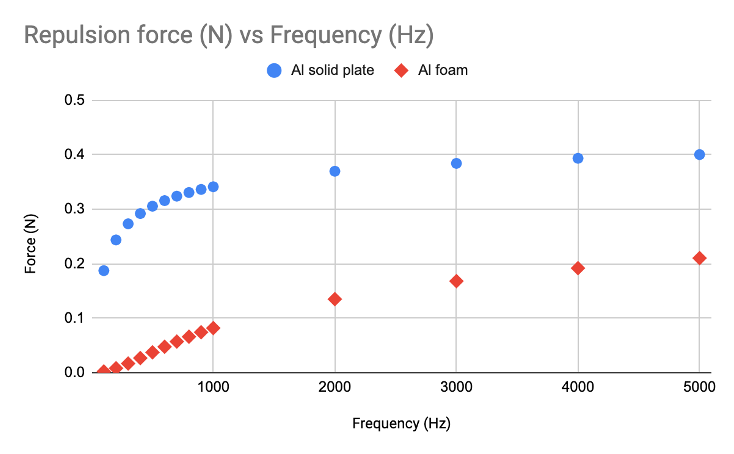 Repulsion force (N) vs Frequency (Hz)
Al solid plate
Al foam
0.5
0.4
0.3
0.2
0.1
0.0
Force (N)
1000
2000
3000
4000
5000
Frequency (Hz)